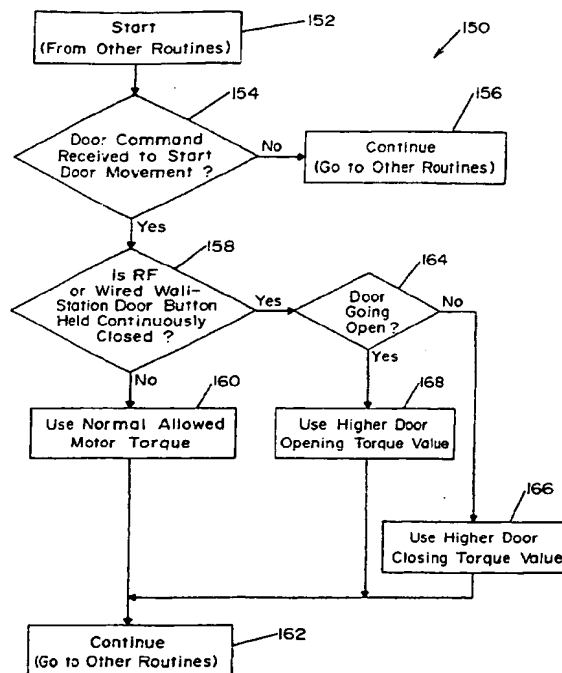 Start
(From Other Routines)
152
150
154
156
Door Command
Received to Start
Door Movement ?
No
Continue
(Go to Other Routines)
Yes
158
Is RF
or Wired Wall-
Station Door Button
Held Continuously
Closed ?
Yes
164
Door
Going
Open ?
No
No
Yes
160
168
Use Normal Allowed
Motor Torque
Use Higher Door
Opening Torque Value
166
Use Higher Door
Closing Torque Value
Continue
(Go to Other Routines)
162